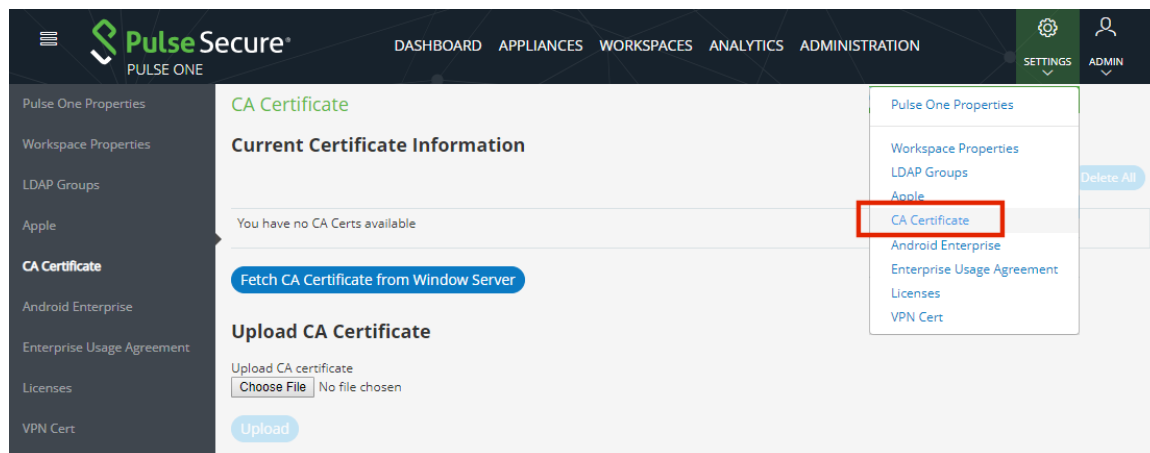 Pulse Secure®
PULSE ONE
DASHBOARD APPLIANCES WORKSPACES ANALYTICS ADMINISTRATION
SETTINGS
ADMIN
Pulse One Properties
Workspace Properties
LDAP Groups
Apple
CA Certificate
Android Enterprise
Enterprise Usage Agreement
Licenses
VPN Cert
CA Certificate
Current Certificate Information
Delete All
You have no CA Certs available
Fetch CA Certificate from Window Server
Upload CA Certificate
Upload CA certificate
Choose File No file chosen
Upload
Pulse One Properties
Workspace Properties
LDAP Groups
Apple
CA Certificate
Android Enterprise
Enterprise Usage Agreement
Licenses
VPN Cert